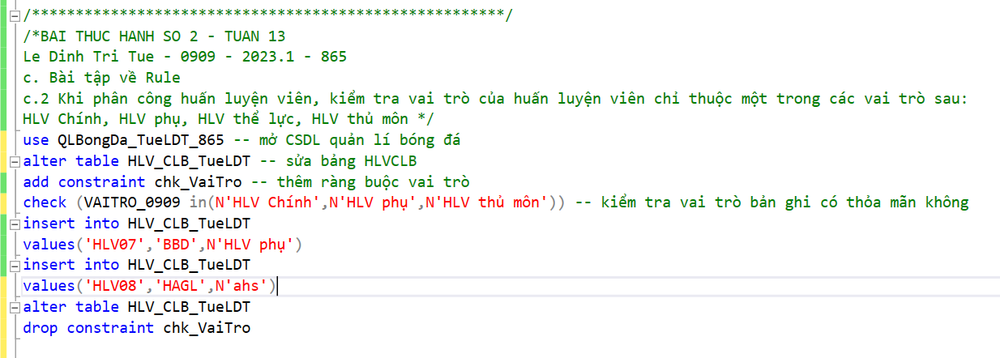 /******************************************************/
/*BAI THUC HANH SO 2 - TUAN 13
Le Dinh Tri Tue - 0909 - 2023.1 - 865
c. Bài tập về Rule
c.2 Khi phân công huấn luyện viên, kiểm tra vai trò của huấn luyện viên chỉ thuộc một trong các vai trò sau:
HLV Chính, HLV phụ, HLV thể lực, HLV thủ môn */
use QLBongDa_TueLDT_865 -- mở CSDL quản lí bóng đá
alter table HLV_CLB_TueLDT -- sửa bảng HLVCLB
add constraint chk_VaiTro -- thêm ràng buộc vai trò
check (VAITRO_0909 in(N'HLV Chính',N'HLV phụ',N'HLV thủ môn')) -- kiểm tra vai trò bản ghi có thỏa mãn không
insert into HLV_CLB_TueLDT
values('HLV07','BBD',N'HLV phụ')
insert into HLV_CLB_TueLDT
values('HLV08','HAGL',N'ahs')
alter table HLV_CLB_TueLDT
drop constraint chk_VaiTro